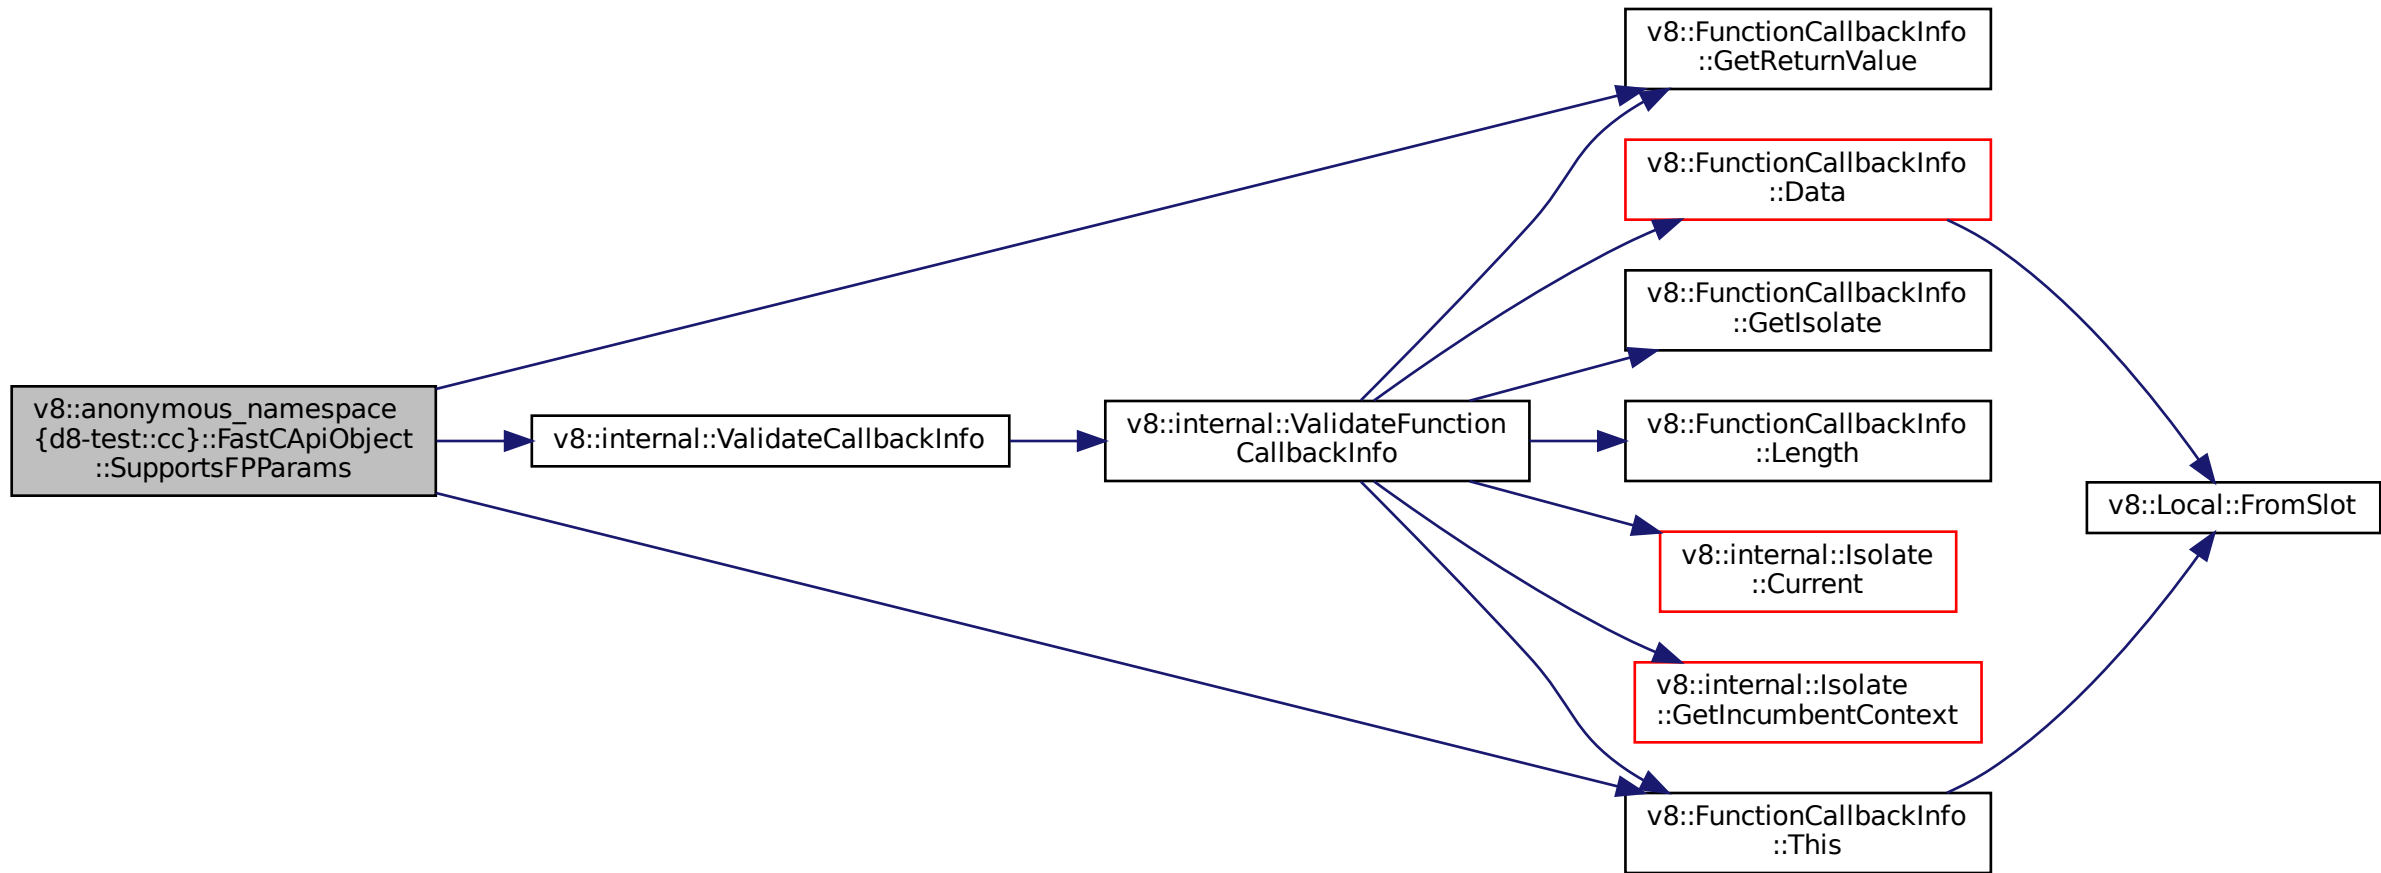 v8::anonymous_namespace
{d8-test::cc}::FastCApiObject
::SupportsFPParams
v8::internal::ValidateCallbackInfo
v8::internal::ValidateFunction
CallbackInfo
v8::FunctionCallbackInfo
::GetReturnValue
v8::FunctionCallbackInfo
::Data
v8::FunctionCallbackInfo
::GetIsolate
v8::FunctionCallbackInfo
::Length
v8::internal::Isolate
::Current
v8::internal::Isolate
::GetIncumbentContext
v8::FunctionCallbackInfo
::This
v8::Local::FromSlot